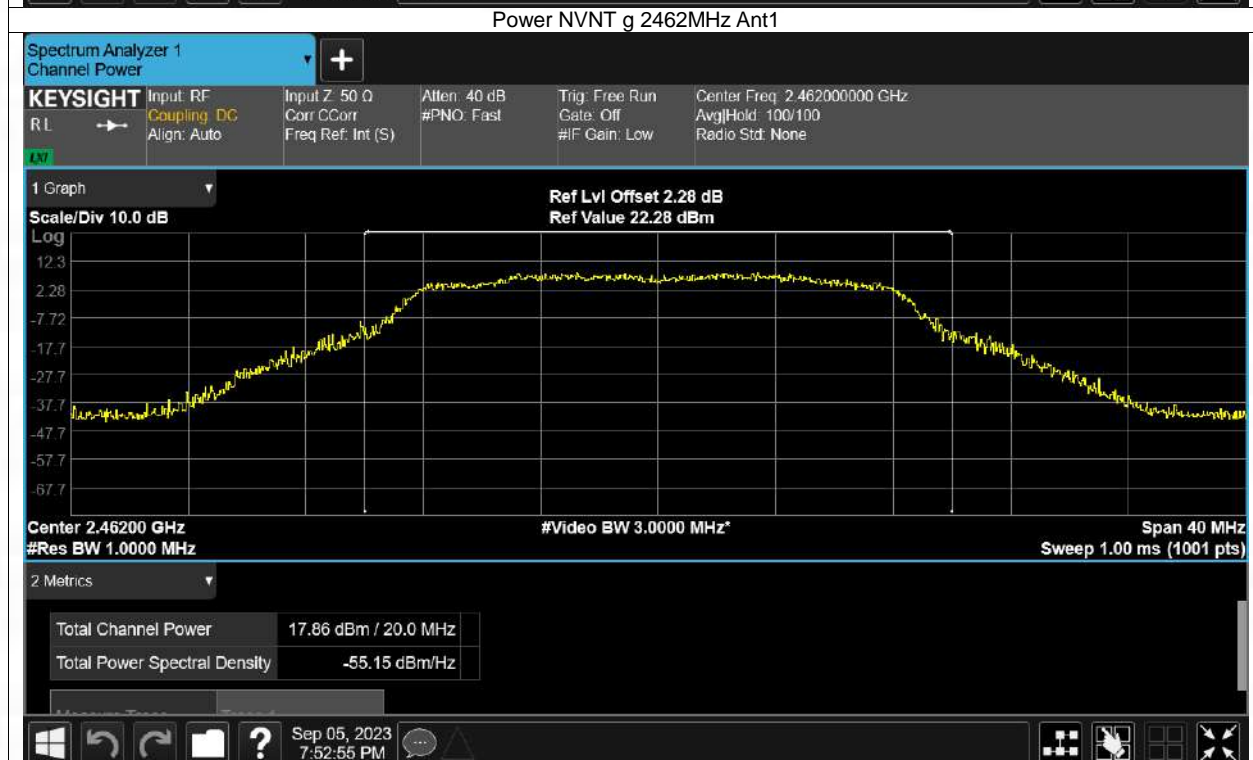 Power NVNT g 2462MHz Ant1
Spectrum Analyzer 1
Channel Power
+
KEYSIGHT Input: RF Input Z: 50 Ω Atten: 40 dB Trig: Free Run Center Freq: 2.462000000 GHz
RL Coupling: DC Corr CCorr #PNO: Fast Gate: Off Avg|Hold: 100/100
Align: Auto Freq Ref: Int (S) #IF Gain: Low Radio Std: None
LXI
1 Graph Ref Lvl Offset 2.28 dB
Scale/Div 10.0 dB Ref Value 22.28 dBm
Log
12.3
2.28
-7.72
-17.7
-27.7
-37.7
-47.7
-57.7
-67.7
Center 2.46200 GHz #Video BW 3.0000 MHz* Span 40 MHz
#Res BW 1.0000 MHz Sweep 1.00 ms (1001 pts)
2 Metrics
Total Channel Power 17.86 dBm / 20.0 MHz
Total Power Spectral Density -55.15 dBm/Hz
? Sep 05, 2023
7:52:55 PM